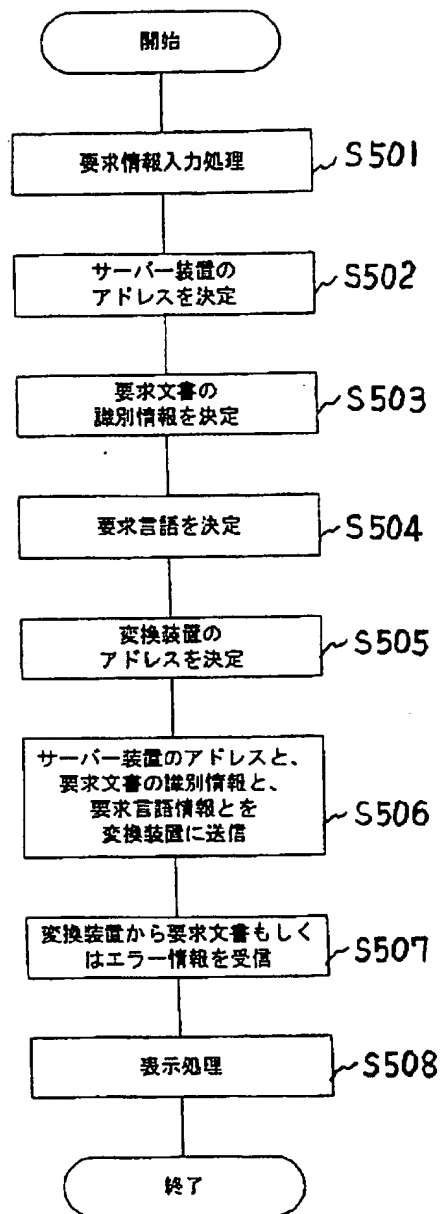 開始
要求情報入力処理
S501
サーバー装置の
アドレスを決定
S502
要求文書の
識別情報を決定
S503
要求言語を決定
S504
変換装置の
アドレスを決定
S505
サーバー装置のアドレスと、
要求文書の識別情報と、
要求言語情報とを
変換装置に送信
S506
変換装置から要求文書もしく
はエラー情報を受信
S507
表示処理
S508
終了